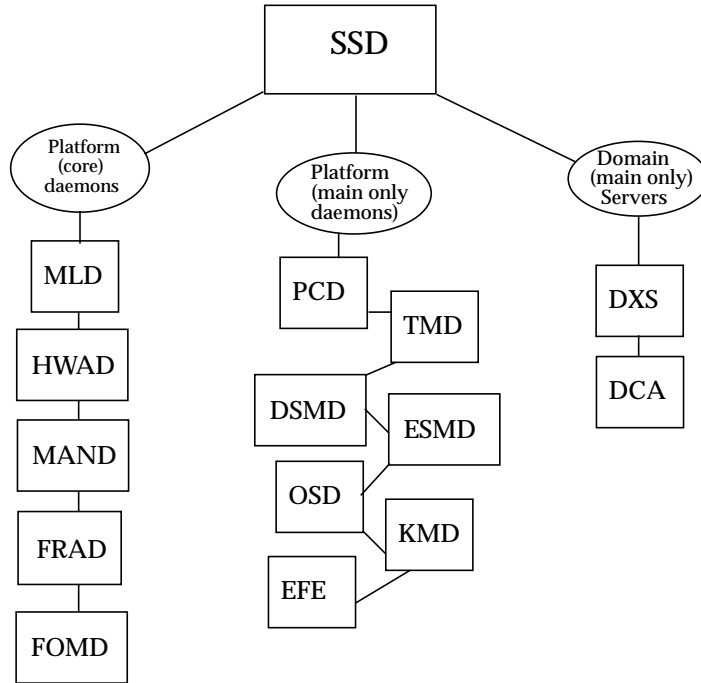 SSD
Platform
(core)
daemons
MLD
HWAD
MAND
FRAD
FOMD
Platform
(main only
daemons)
PCD
TMD
DSMD
ESMD
OSD
KMD
EFE
Domain
(main only)
Servers
DXS
DCA